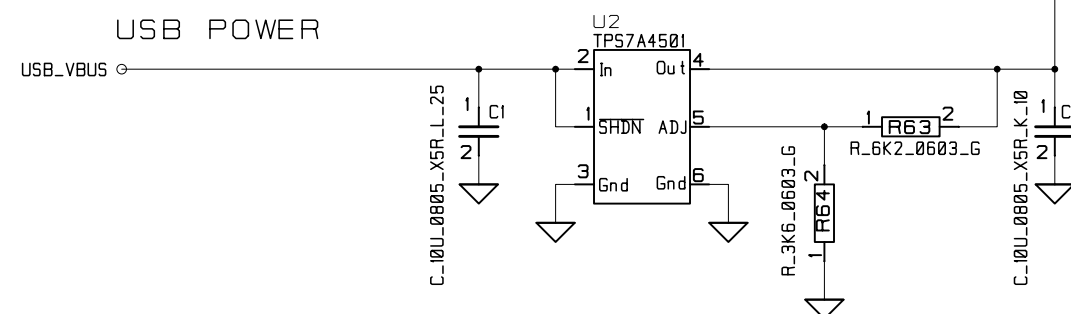 USB POWER
U2
TPS7A4501
USB_VBUS
2 In Out 4
1 SHDN ADJ 5
3 Gnd Gnd 6
1 C1
2
C_10U_0805_X5R_L_25
1 R63 2
R_6K2_0603_G
2 R64 1
R_3K6_0603_G
1 C
2
C_10U_0805_X5R_K_10